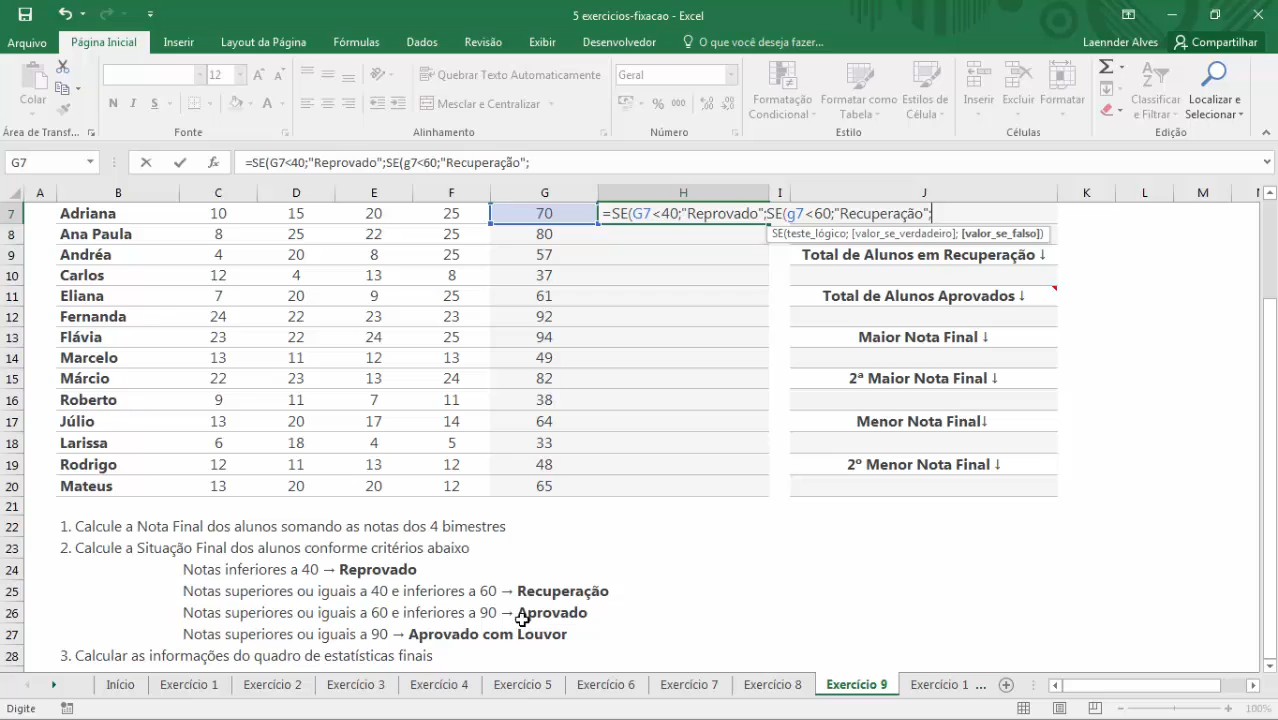 5 exercicios-fixacao - Excel
Arquivo Página Inicial Inserir Layout da Página Fórmulas Dados Revisão Exibir Desenvolvedor O que você deseja fazer... Laennder Alves Compartilhar
Colar
12
N I S
Quebrar Texto Automaticamente
Mesclar e Centralizar
Geral
% 000
Formatação Condicional
Formatar como Tabela
Estilos de Célula
Inserir
Excluir
Formatar
Classificar e Filtrar
Localizar e Selecionar
Área de Transf... Fonte Alinhamento Número Estilo Células Edição
G7 fx =SE(G7<40;"Reprovado";SE(g7<60;"Recuperação";
A B C D E F G H I J K L M
7 Adriana 10 15 20 25 70 =SE(G7<40;"Reprovado";SE(g7<60;"Recuperação";
8 Ana Paula 8 25 22 25 80 SE(teste_lógico; [valor_se_verdadeiro]; [valor_se_falso])
9 Andréa 4 20 8 25 57 Total de Alunos em Recuperação ↓
10 Carlos 12 4 13 8 37
11 Eliana 7 20 9 25 61 Total de Alunos Aprovados ↓
12 Fernanda 24 22 23 23 92
13 Flávia 23 22 24 25 94 Maior Nota Final ↓
14 Marcelo 13 11 12 13 49
15 Márcio 22 23 13 24 82 2ª Maior Nota Final ↓
16 Roberto 9 11 7 11 38
17 Júlio 13 20 17 14 64 Menor Nota Final↓
18 Larissa 6 18 4 5 33
19 Rodrigo 12 11 13 12 48 2º Menor Nota Final ↓
20 Mateus 13 20 20 12 65
21
22 1. Calcule a Nota Final dos alunos somando as notas dos 4 bimestres
23 2. Calcule a Situação Final dos alunos conforme critérios abaixo
24 Notas inferiores a 40 → Reprovado
25 Notas superiores ou iguais a 40 e inferiores a 60 → Recuperação
26 Notas superiores ou iguais a 60 e inferiores a 90 → Aprovado
27 Notas superiores ou iguais a 90 → Aprovado com Louvor
28 3. Calcular as informações do quadro de estatísticas finais
Início Exercício 1 Exercício 2 Exercício 3 Exercício 4 Exercício 5 Exercício 6 Exercício 7 Exercício 8 Exercício 9 Exercício 1 ...
Digite 100%